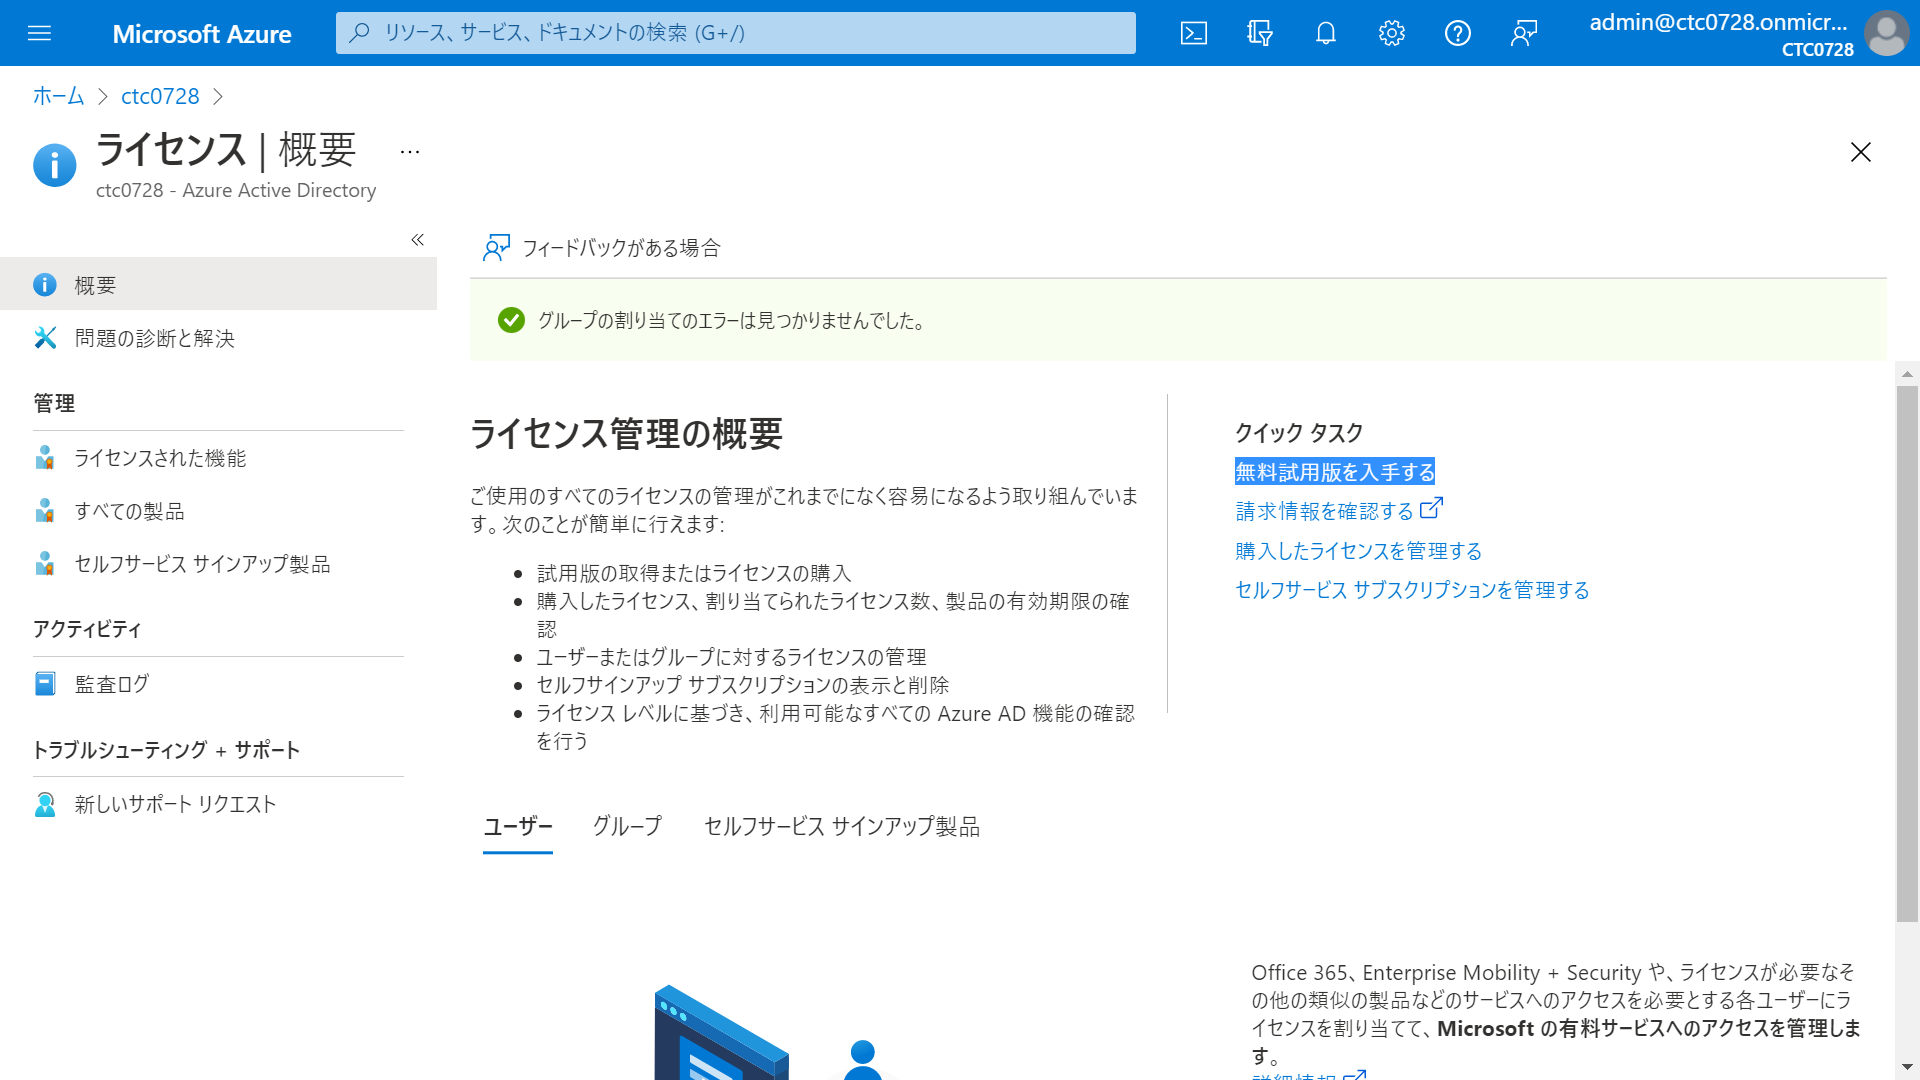 Microsoft Azure
リソース、サービス、ドキュメントの検索 (G+/)
admin@ctc0728.onmicr...
CTC0728
ホーム
ctc0728
ライセンス | 概要
...
ctc0728 - Azure Active Directory
フィードバックがある場合
グループの割り当てのエラーは見つかりませんでした。
概要
問題の診断と解決
管理
ライセンスされた機能
すべての製品
セルフサービス サインアップ製品
アクティビティ
監査ログ
トラブルシューティング + サポート
新しいサポート リクエスト
ライセンス管理の概要
ご使用のすべてのライセンスの管理がこれまでになく容易になるよう取り組んでいま
す。次のことが簡単に行えます:
試用版の取得またはライセンスの購入
購入したライセンス、割り当てられたライセンス数、製品の有効期限の確
認
ユーザーまたはグループに対するライセンスの管理
セルフサインアップ サブスクリプションの表示と削除
ライセンス レベルに基づき、利用可能なすべての Azure AD 機能の確認
を行う
クイック タスク
無料試用版を入手する
請求情報を確認する
購入したライセンスを管理する
セルフサービス サブスクリプションを管理する
ユーザー
グループ
セルフサービス サインアップ製品
Office 365、Enterprise Mobility + Security や、ライセンスが必要なそ
の他の類似の製品などのサービスへのアクセスを必要とする各ユーザーにラ
イセンスを割り当てて、Microsoft の有料サービスへのアクセスを管理しま
す。
詳細情報